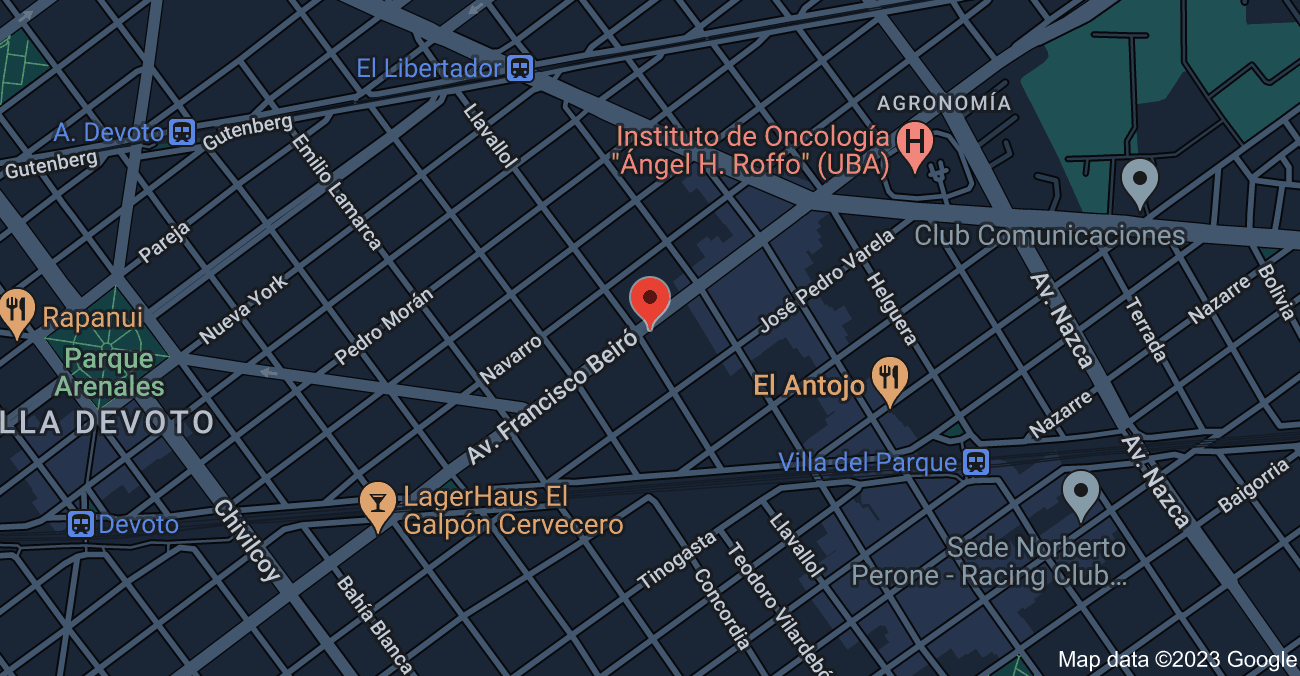 El Libertador
AGRONOMÍA
Llavallol
A. Devoto
Gutenberg
Gutenberg
Instituto de Oncología
"Ángel H. Roffo" (UBA)
Emilio Lamarca
Pareja
Club Comunicaciones
José Pedro Varela
Helguera
Av. Nazca
Bolivia
Nazarre
Terrada
Nueva York
Pedro Morán
Rapanui
Parque
Arenales
Navarro
Av. Francisco Beiró
El Antojo
LLA DEVOTO
Nazarre
Villa del Parque
Av. Nazca
Baigorria
LagerHaus El
Galpón Cervecero
Devoto
Chivilcoy
Sede Norberto
Perone - Racing Club...
Tinogasta
Llavallol
Teodoro Vilardebó
Concordia
Bahía Blanca
Map data ©2023 Google